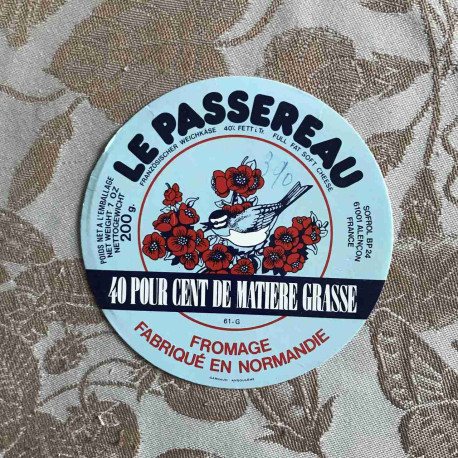 LE PASSEREAU
FRANZÖSISCHER WEICHKÄSE 40% FETT i.Tr. FULL FAT SOFT CHEESE
POIDS NET A L'EMBALLAGE
NET WEIGHT OZ
NETTOGEWICHT
200 g.
SOFROL BP 24
61001 ALENÇON
FRANCE
40 POUR CENT DE MATIERE GRASSE
61-G
FROMAGE
FABRIQUÉ EN NORMANDIE